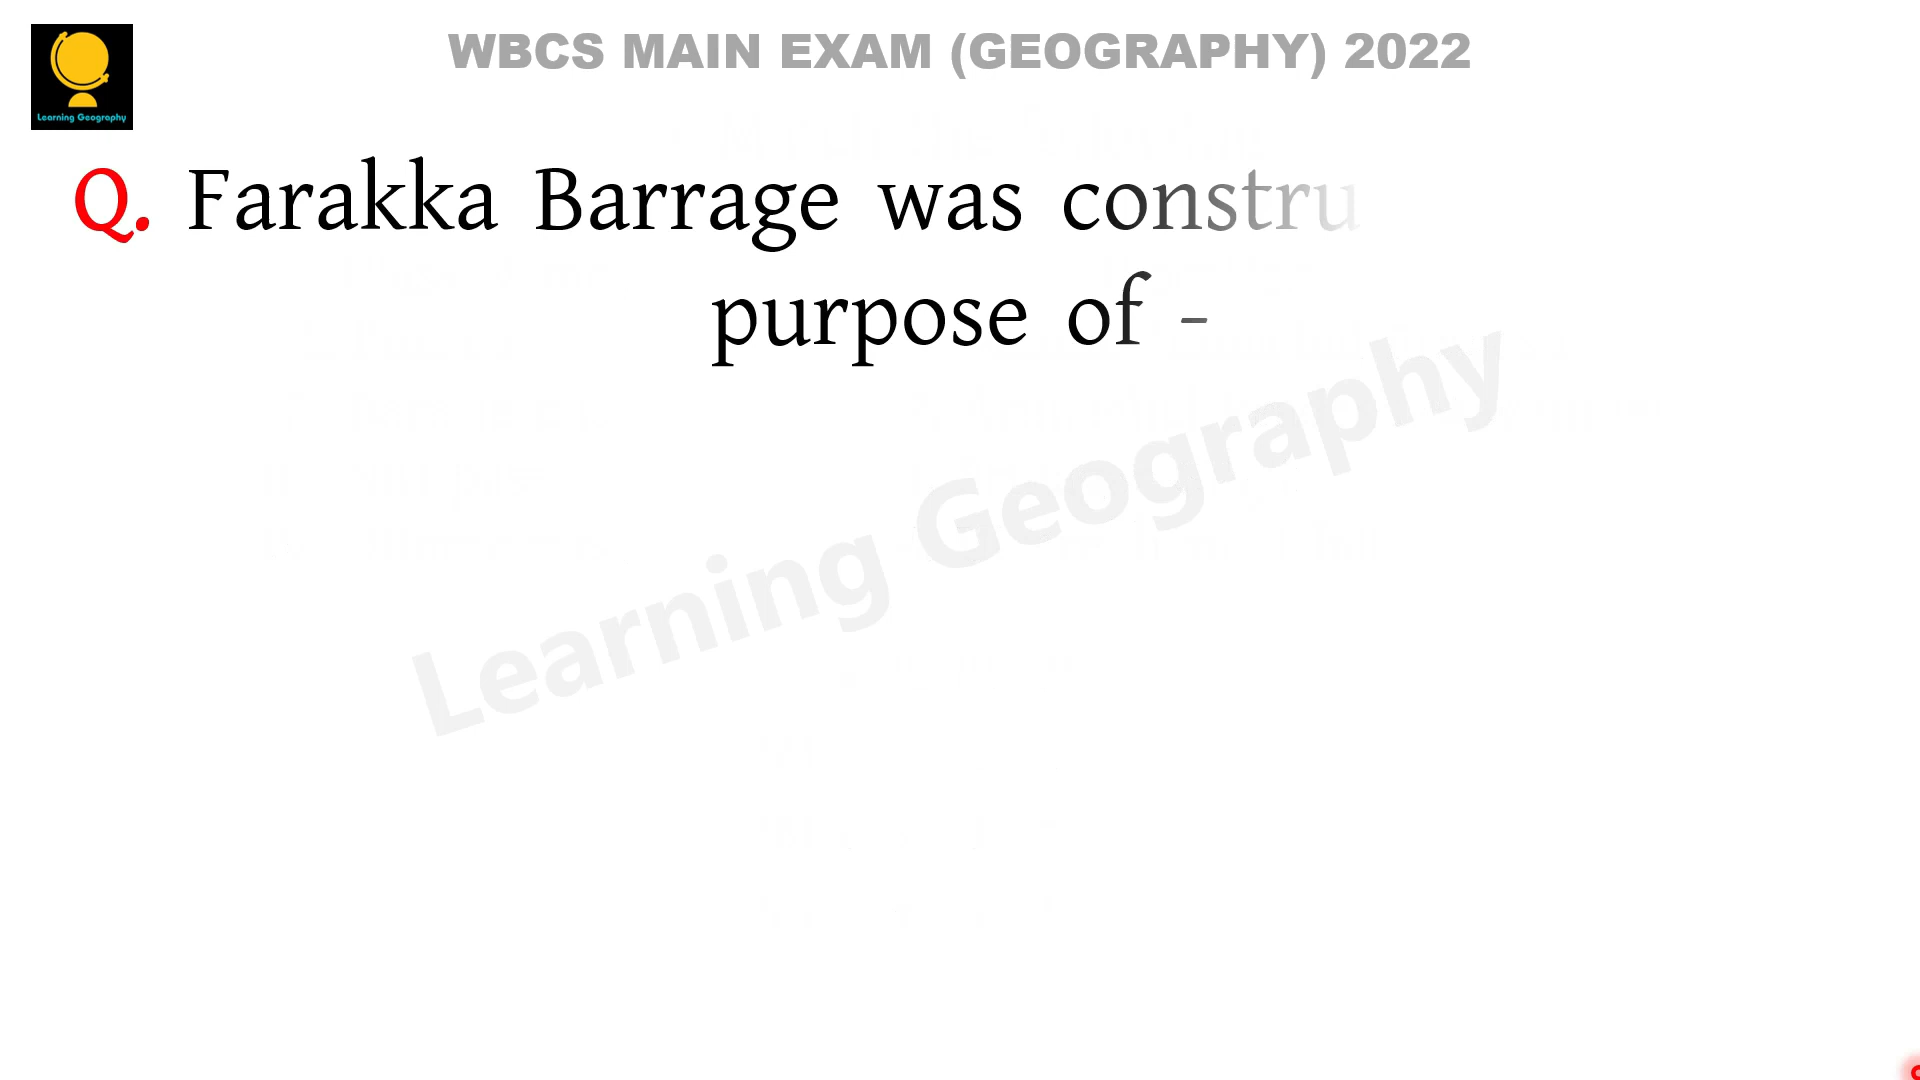 WBCS MAIN EXAM (GEOGRAPHY) 2022
Learning Geography
Q. Farakka Barrage was constru
purpose of -
Learning Geography